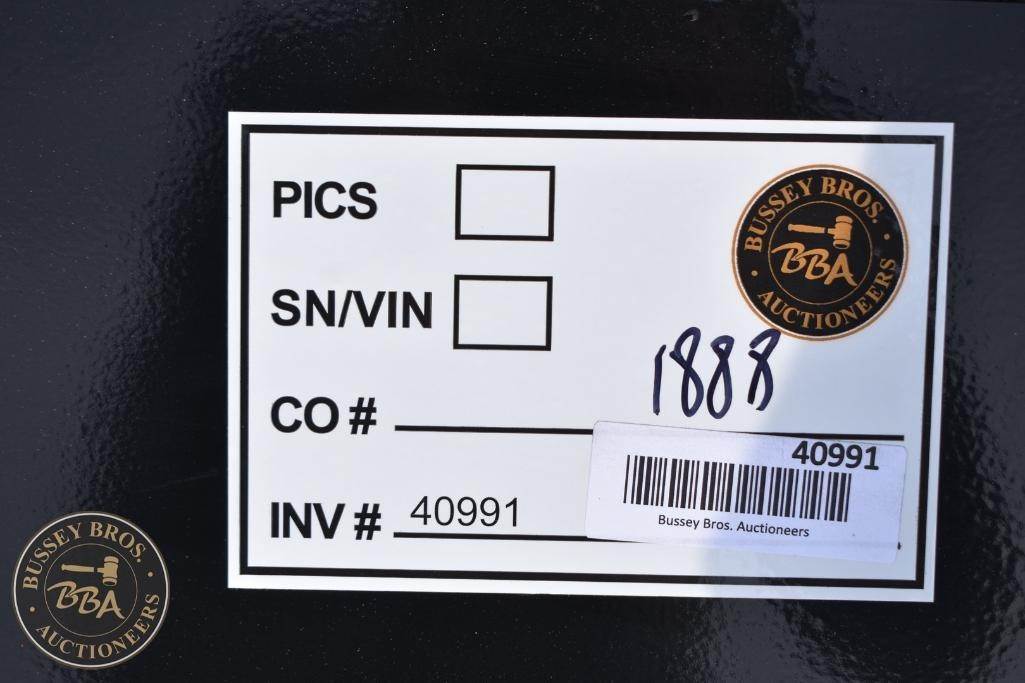 PICS
BUSSEY BROS.
BBA
AUCTIONEERS
SN/VIN
1888
CO #
40991
INV # 40991
Bussey Bros. Auctioneers
BUSSEY BROS.
BBA
AUCTIONEERS